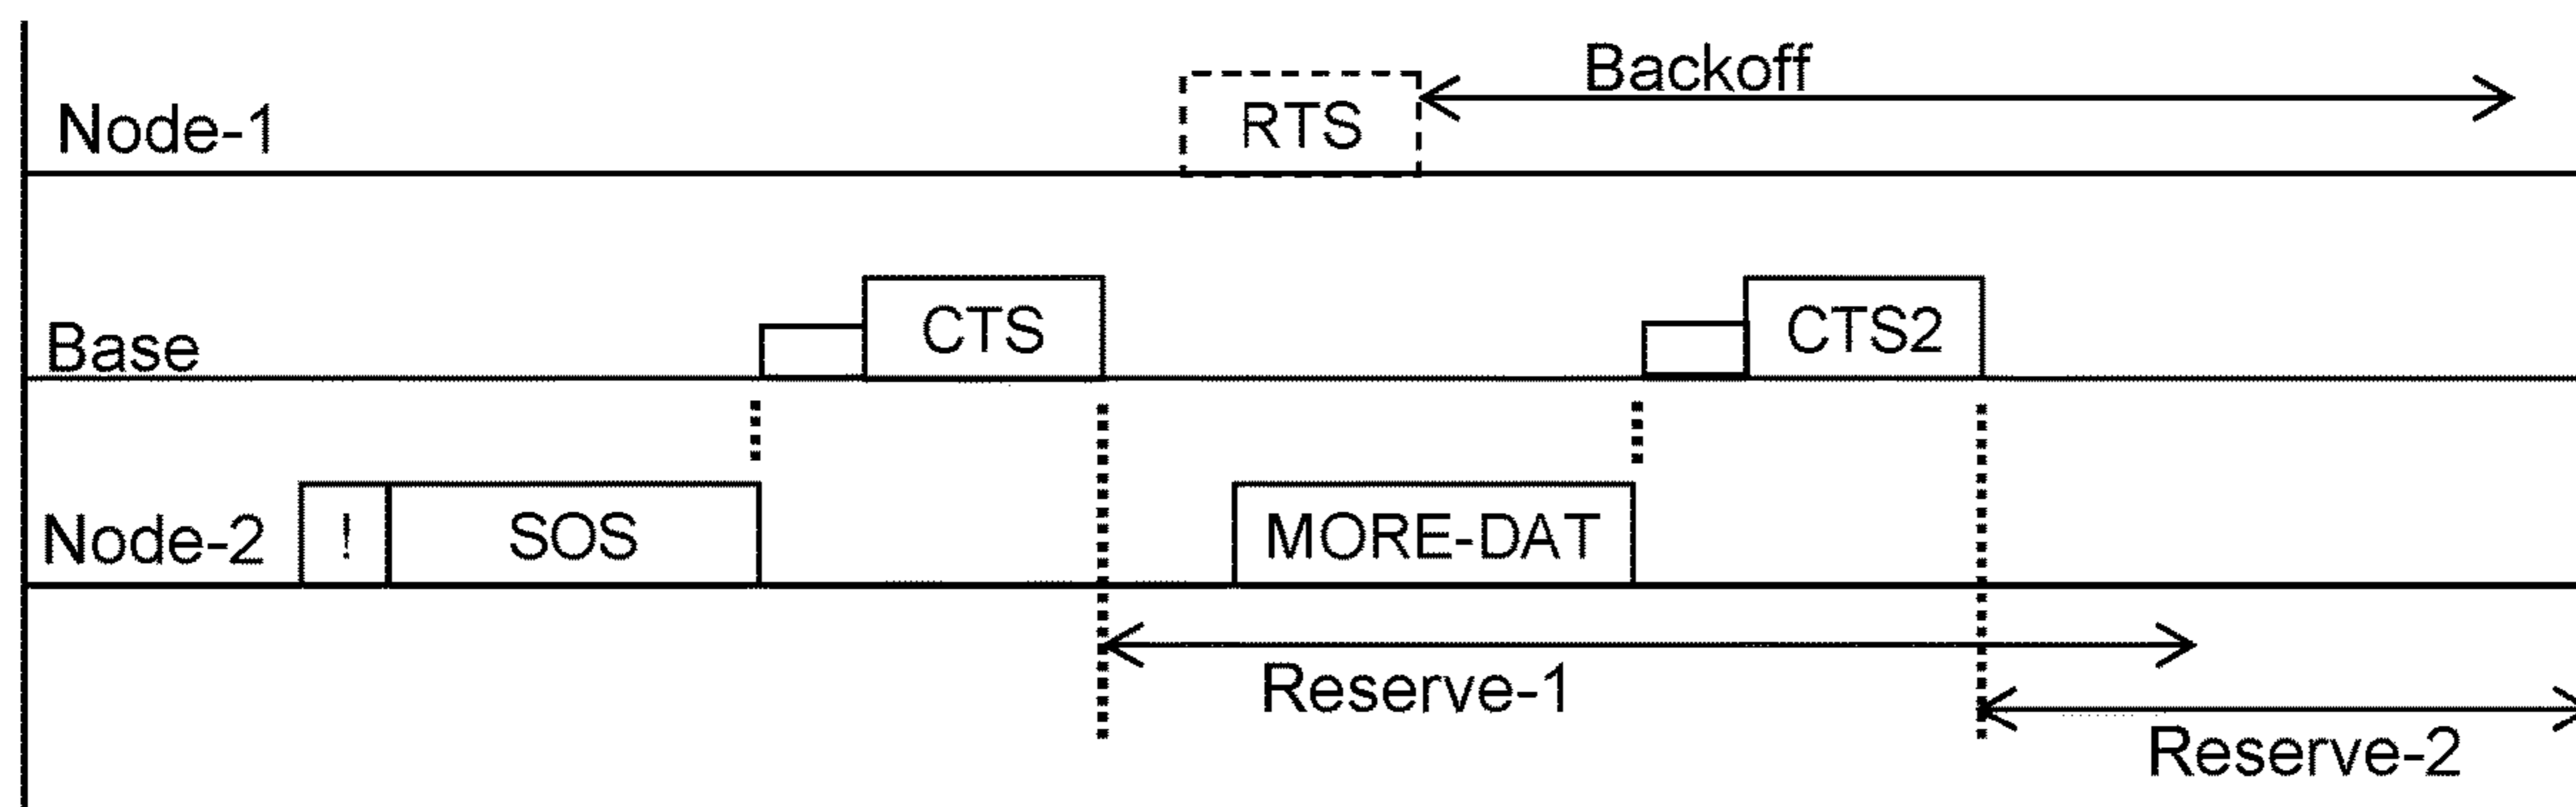 Backoff
Node-1 RTS
Base CTS CTS2
Node-2 ! SOS MORE-DAT
Reserve-1
Reserve-2